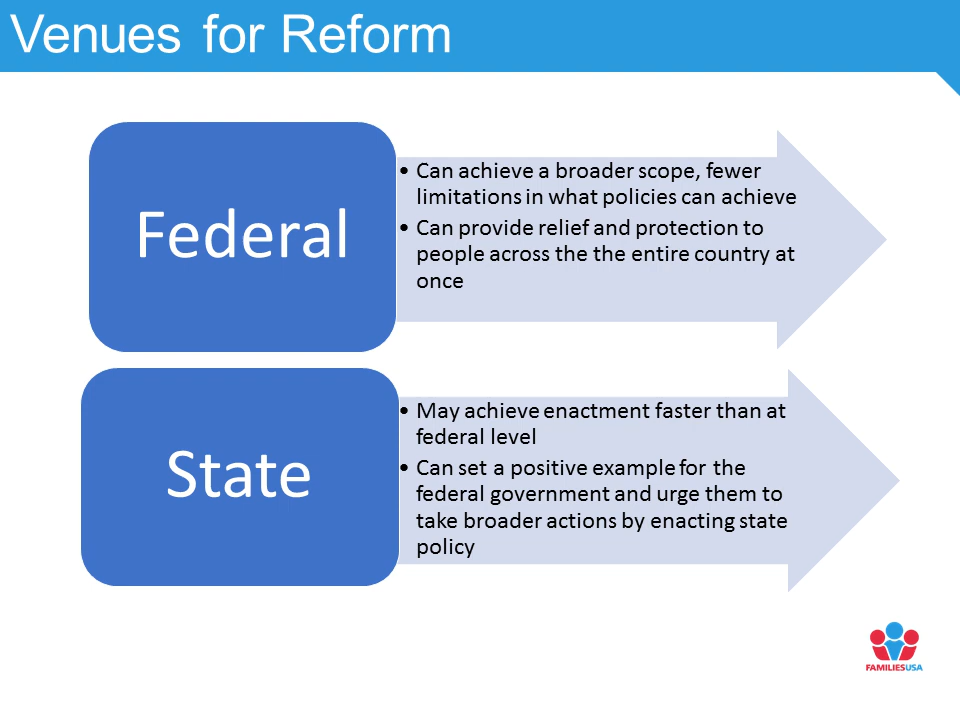 Venues for Reform
Federal
• Can achieve a broader scope, fewer
limitations in what policies can achieve
• Can provide relief and protection to
people across the the entire country at
once
State
• May achieve enactment faster than at
federal level
• Can set a positive example for the
federal government and urge them to
take broader actions by enacting state
policy
FAMILIESUSA